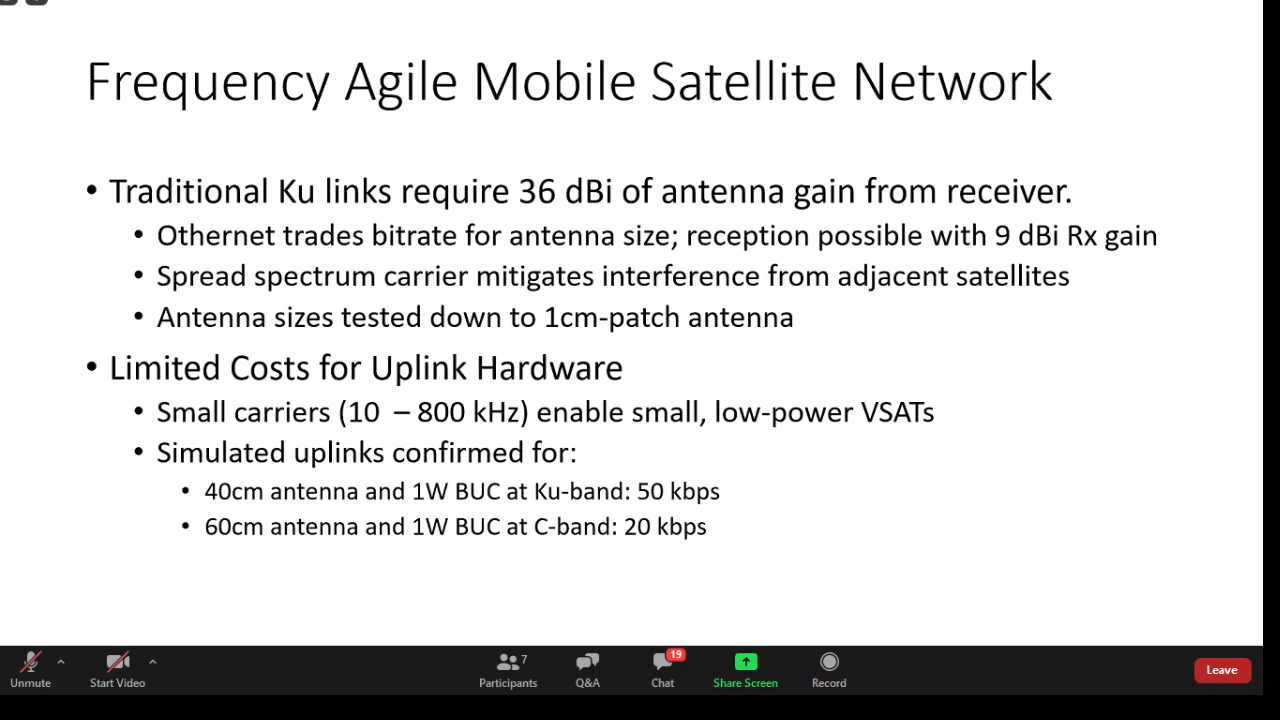 Frequency Agile Mobile Satellite Network
• Traditional Ku links require 36 dBi of antenna gain from receiver.
• Othernet trades bitrate for antenna size; reception possible with 9 dBi Rx gain
• Spread spectrum carrier mitigates interference from adjacent satellites
• Antenna sizes tested down to 1cm-patch antenna
• Limited Costs for Uplink Hardware
• Small carriers (10 – 800 kHz) enable small, low-power VSATs
• Simulated uplinks confirmed for:
• 40cm antenna and 1W BUC at Ku-band: 50 kbps
• 60cm antenna and 1W BUC at C-band: 20 kbps
7 19
Unmute Start Video Participants Q&A Chat Share Screen Record Leave